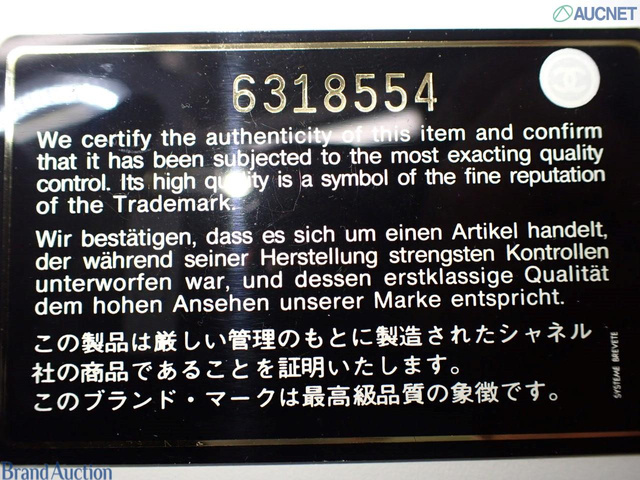 AUCNET
6318554
We certify the authenticity of this item and confirm
that it has been subjected to the most exacting quality
control. Its high quality is a symbol of the fine reputation
of the Trademark.
Wir bestätigen, dass es sich um einen Artikel handelt,
der während seiner Herstellung strengsten Kontrollen
unterworfen war, und dessen erstklassige Qualität
dem hohen Ansehen unserer Marke entspricht.
この製品は厳しい管理のもとに製造されたシャネル
社の商品であることを証明いたします。
このブランド・マークは最高級品質の象徴です。
SYSTEME BREVETE
Brand Auction